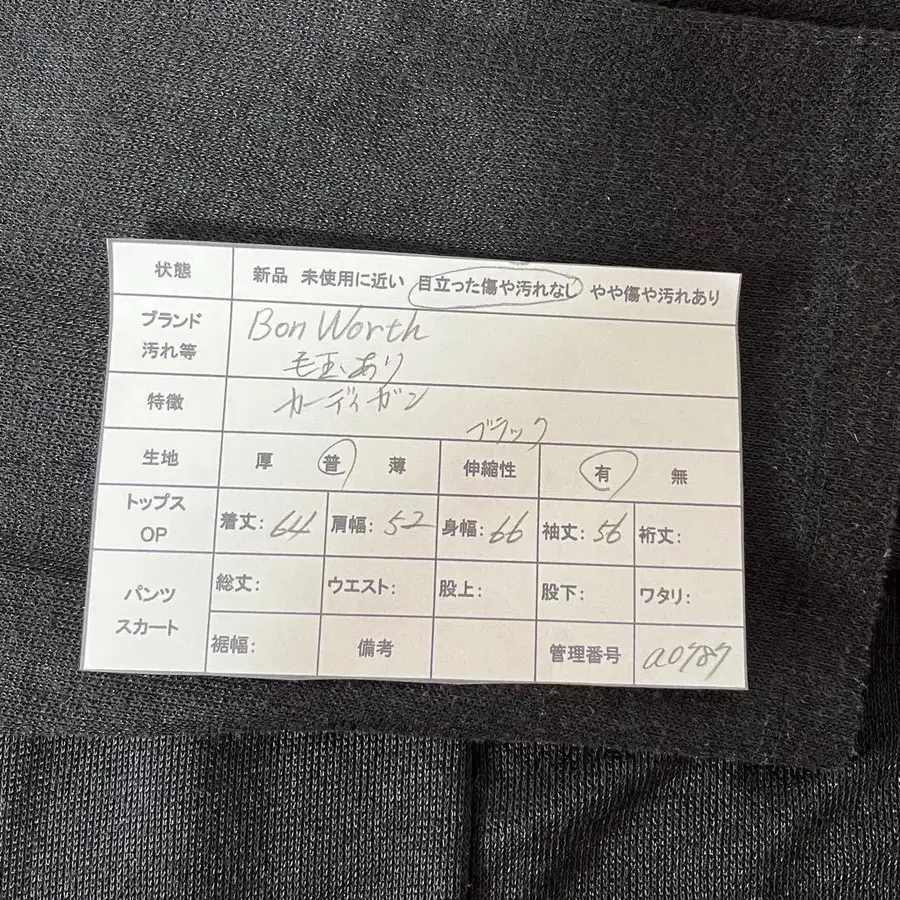 状態 新品 未使用に近い 目立った傷や汚れなし やや傷や汚れあり
ブランド Bon Worth
汚れ等 毛玉あり
特徴 カーディガン
ブラック
生地 厚 普 薄 伸縮性 有 無
トップス OP 着丈: 64 肩幅: 52 身幅: 66 袖丈: 56 裄丈:
パンツ スカート 総丈: ウエスト: 股上: 股下: ワタリ:
裾幅: 備考 管理番号 a0787